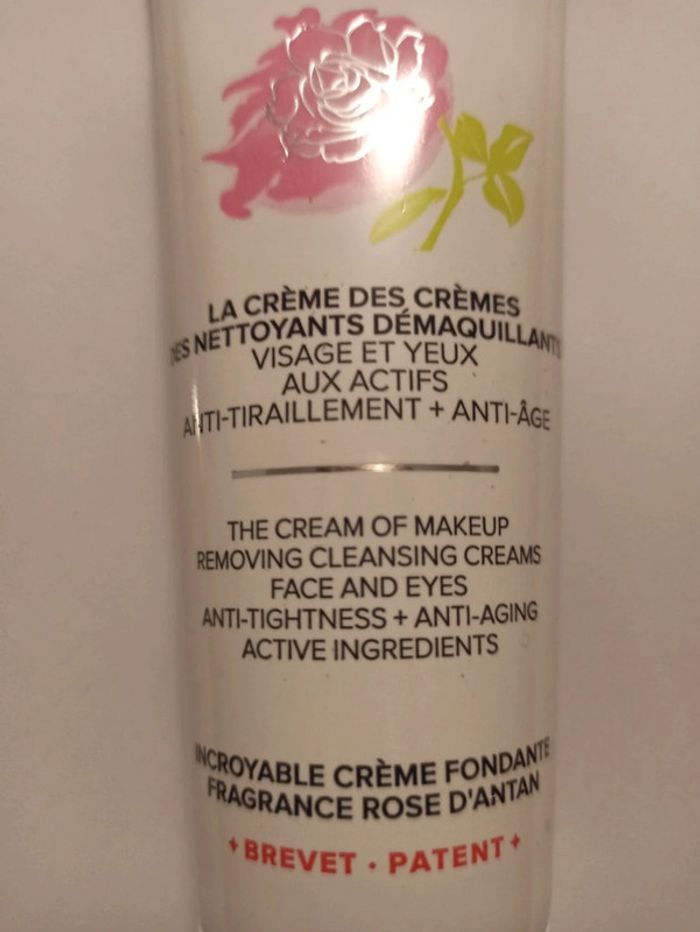 LA CRÈME DES CRÈMES
DES NETTOYANTS DÉMAQUILLANTS
VISAGE ET YEUX
AUX ACTIFS
ANTI-TIRAILLEMENT + ANTI-ÂGE
THE CREAM OF MAKEUP
REMOVING CLEANSING CREAMS
FACE AND EYES
ANTI-TIGHTNESS + ANTI-AGING
ACTIVE INGREDIENTS
INCROYABLE CRÈME FONDANTE
FRAGRANCE ROSE D'ANTAN
+ BREVET · PATENT +